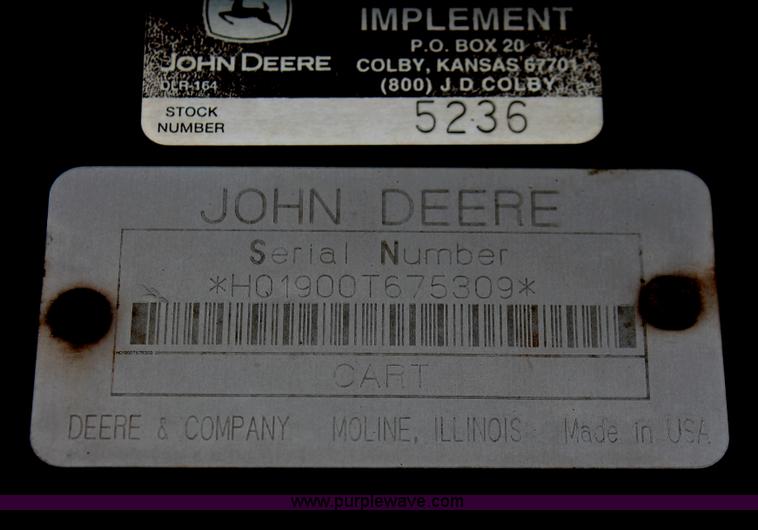 IMPLEMENT
P.O. BOX 20
JOHN DEERE
COLBY, KANSAS 67701
DLR-164
(800) J D COLBY
STOCK
NUMBER
5236
JOHN DEERE
Serial Number
*HQ1900T675309*
HQ1900T675309
CART
DEERE & COMPANY MOLINE, ILLINOIS Made in USA
www.purplewave.com